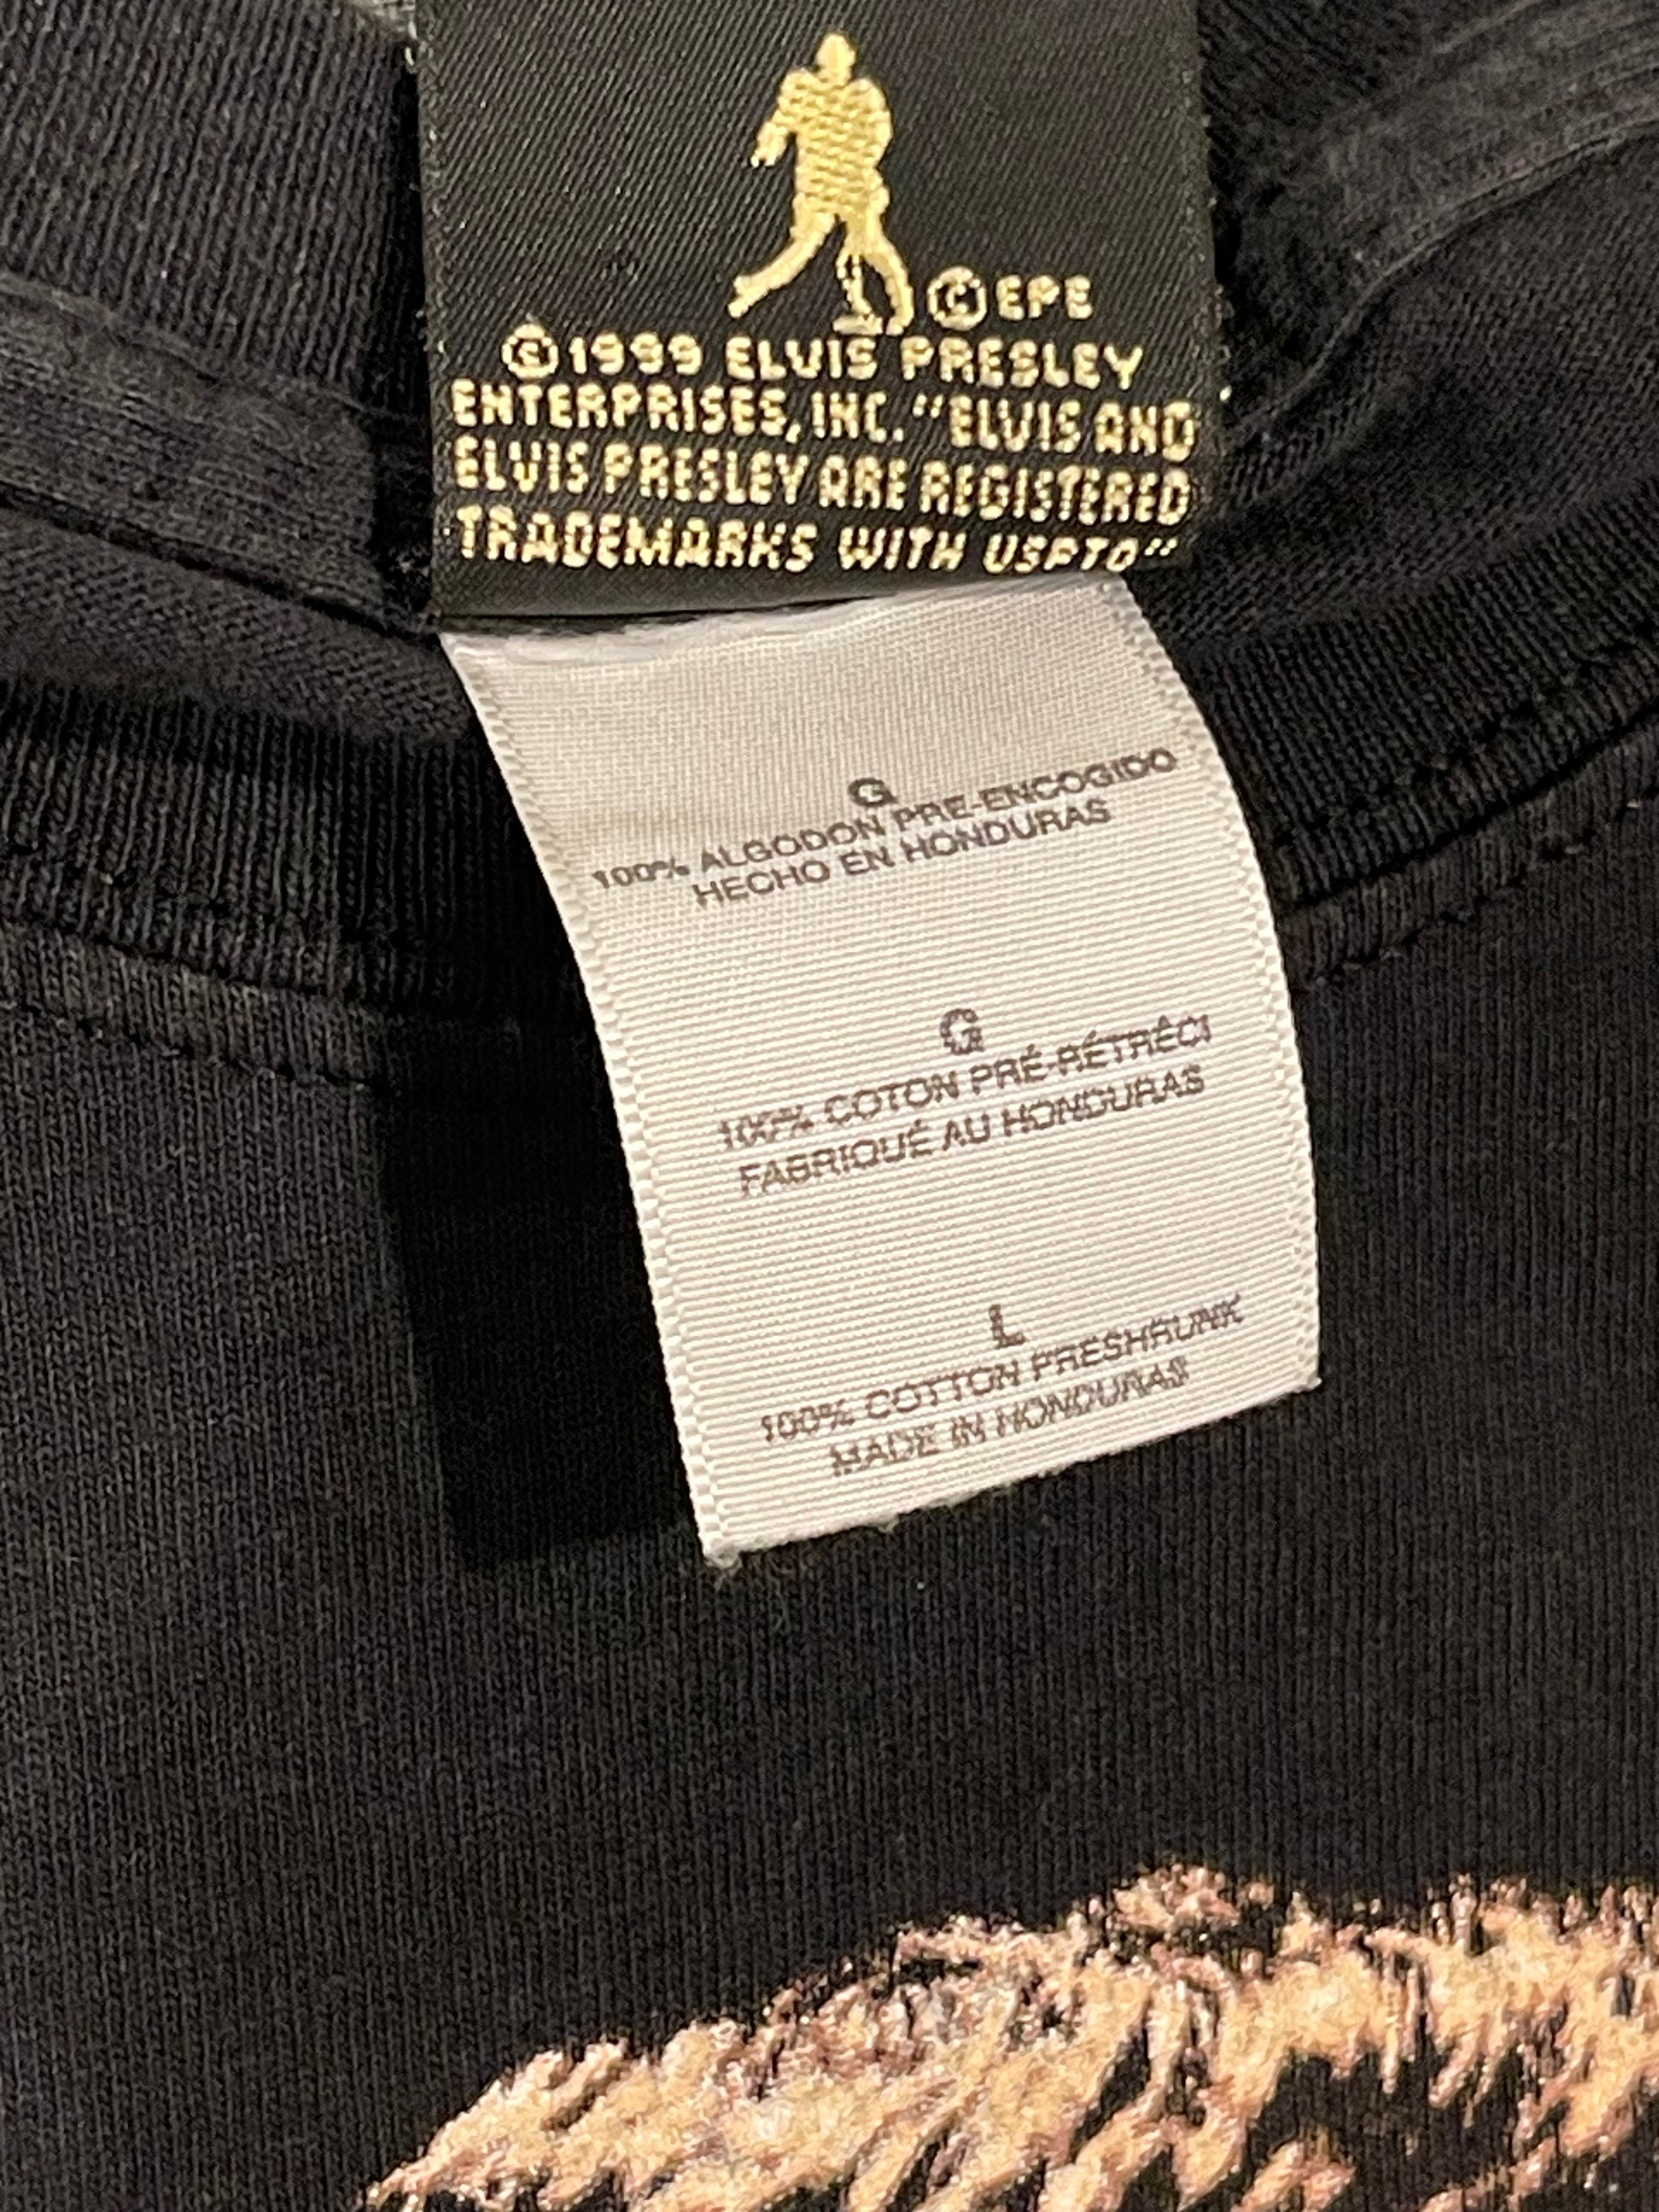 © EPE
© 1999 ELVIS PRESLEY
ENTERPRISES, INC. "ELVIS AND
ELVIS PRESLEY ARE REGISTERED
TRADEMARKS WITH USPTO"
G
100% ALGODON PRE-ENCOGIDO
HECHO EN HONDURAS
G
100% COTON PRÉ-RÉTRÉCI
FABRIQUÉ AU HONDURAS
L
100% COTTON PRESHRUNK
MADE IN HONDURAS